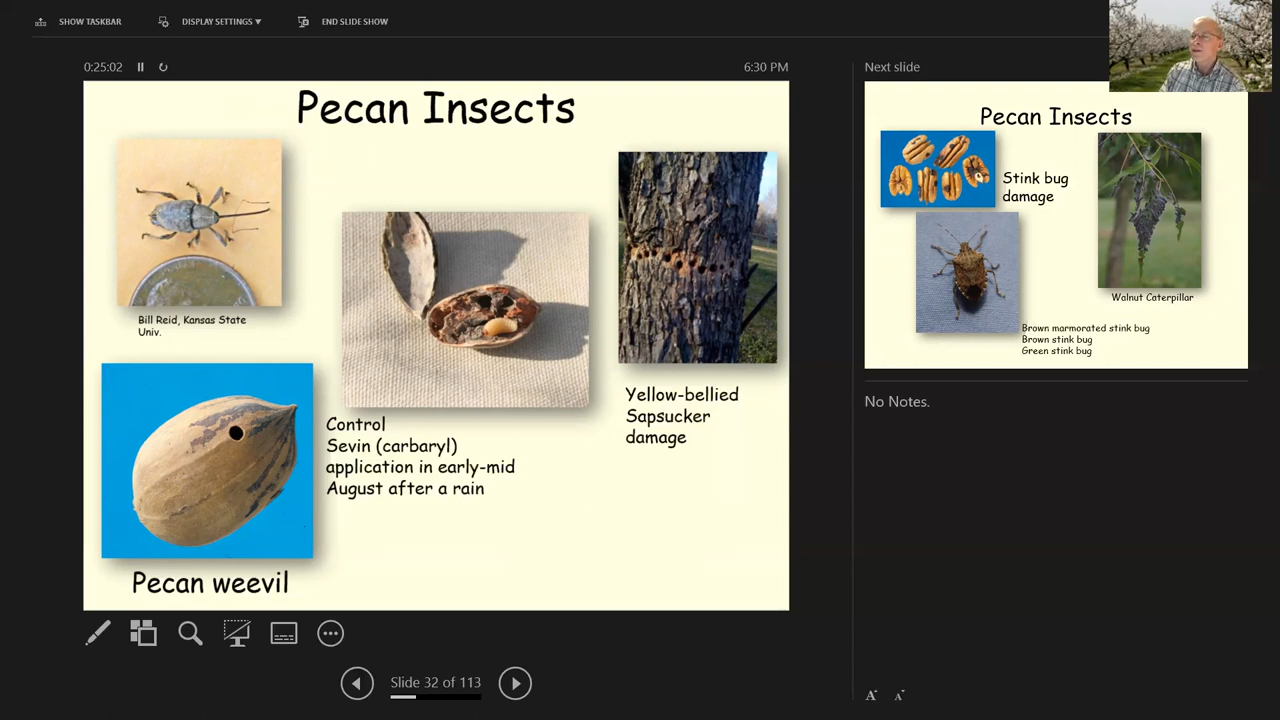 SHOW TASKBAR
DISPLAY SETTINGS ▼
END SLIDE SHOW
0:25:02
6:30 PM
Pecan Insects
Bill Reid, Kansas State
Univ.
Control
Sevin (carbaryl)
application in early-mid
August after a rain
Yellow-bellied
Sapsucker
damage
Pecan weevil
Slide 32 of 113
Next slide
Pecan Insects
Stink bug
damage
Walnut Caterpillar
Brown marmorated stink bug
Brown stink bug
Green stink bug
No Notes.
A
A